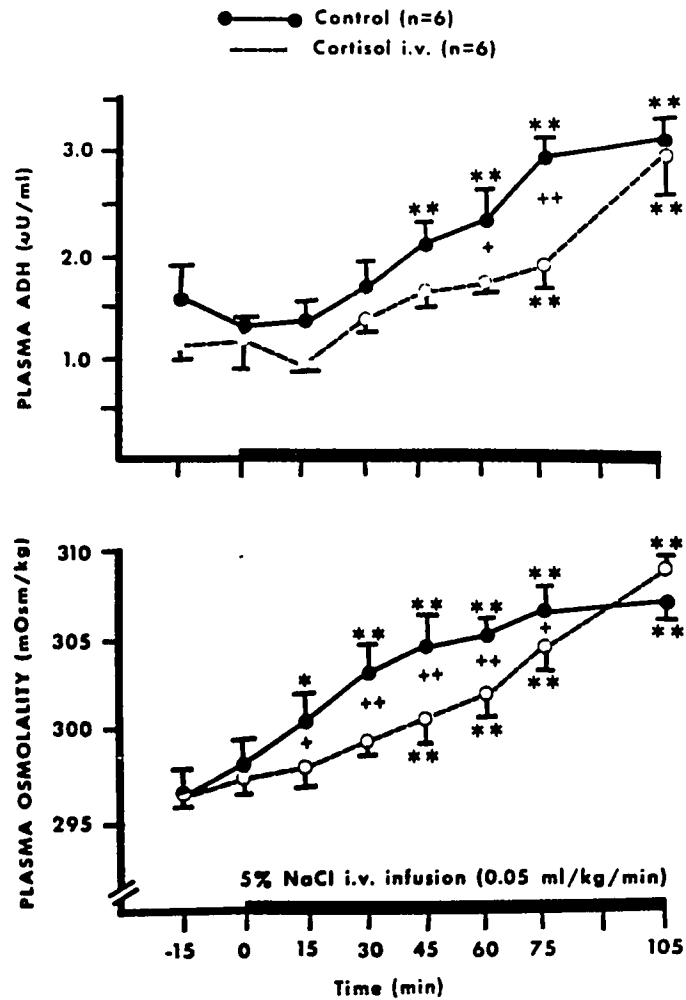 Control (n=6)
Cortisol i.v. (n=6)
PLASMA ADH (uU/ml)
3.0
2.0
1.0
** ** ** **
+ ++
** **
PLASMA OSMOLALITY (mOsm/kg)
310
305
300
295
* ** ** ** ** **
+ ++ ++ ++ +
** ** ** **
5% NaCl i.v. infusion (0.05 ml/kg/min)
-15 0 15 30 45 60 75 105
Time (min)